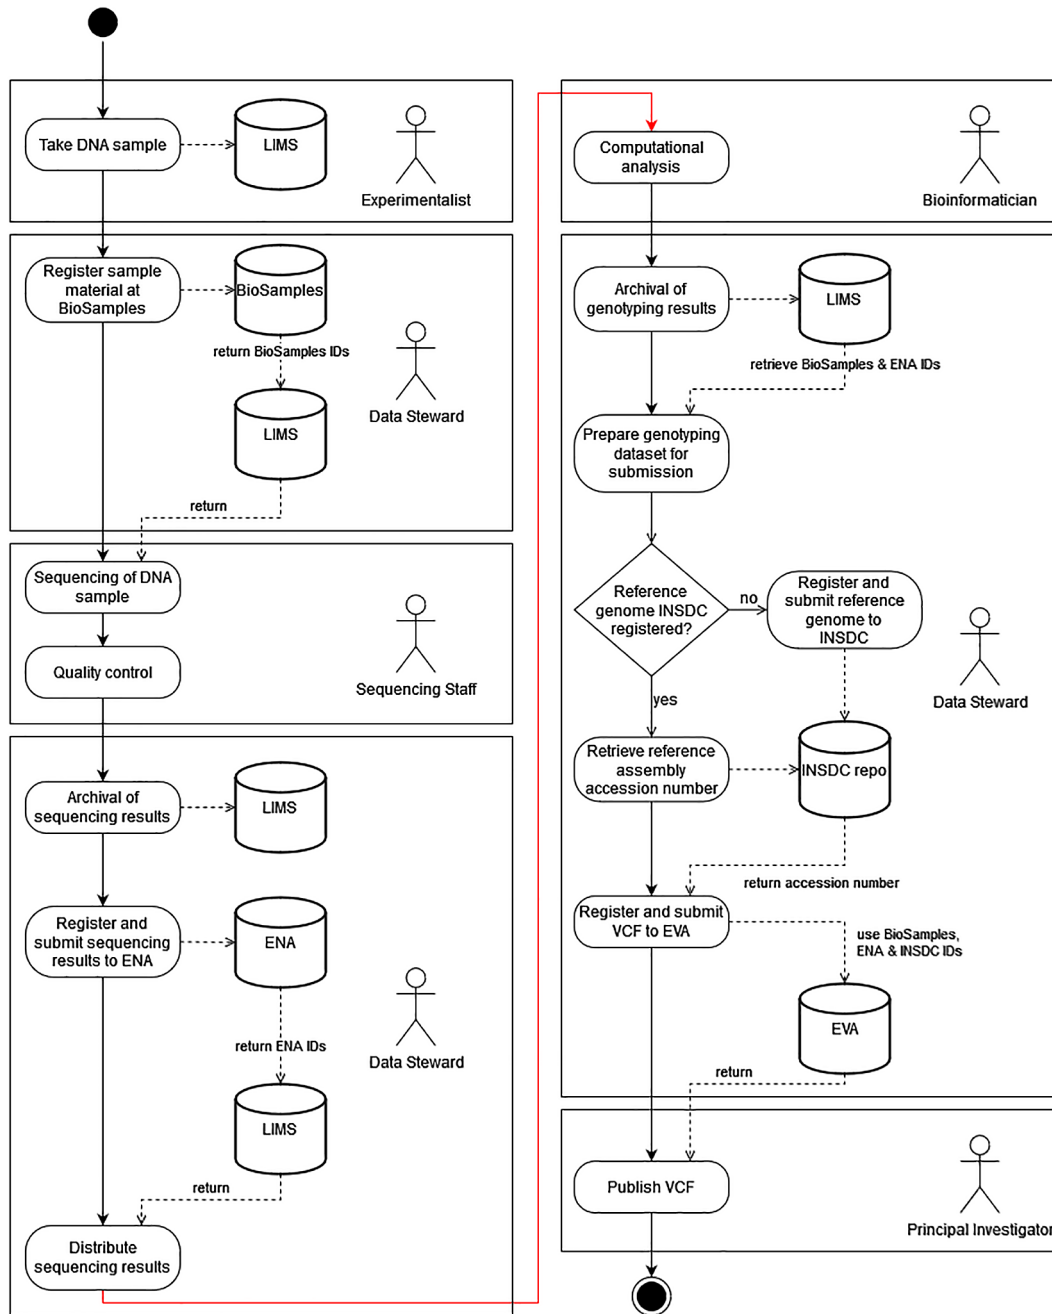 Take DNA sample
LIMS
Experimentalist
Register sample
material at
BioSamples
BioSamples
return BioSamples IDs
LIMS
Data Steward
return
Sequencing of DNA
sample
Quality control
Sequencing Staff
Archival of
sequencing results
LIMS
Register and
submit sequencing
results to ENA
ENA
return ENA IDs
LIMS
Data Steward
return
Distribute
sequencing results
Computational
analysis
Bioinformatician
Archival of
genotyping results
LIMS
retrieve BioSamples & ENA IDs
Prepare genotyping
dataset for
submission
Reference
genome INSDC
registered?
no
Register and
submit reference
genome to
INSDC
yes
Data Steward
Retrieve reference
assembly
accession number
INSDC repo
return accession number
Register and submit
VCF to EVA
use BioSamples,
ENA & INSDC IDs
EVA
return
Publish VCF
Principal Investigator